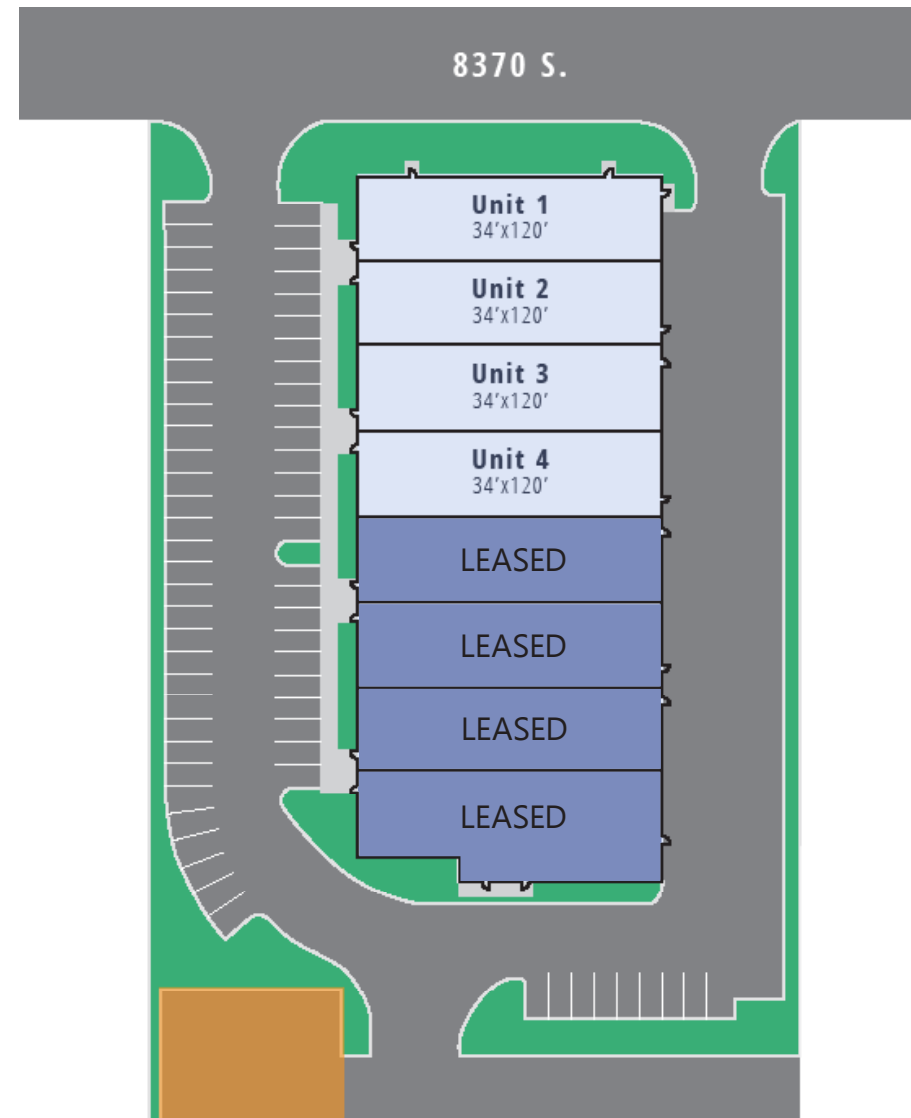 8370 S.
Unit 1
34’x120’
Unit 2
34’x120’
Unit 3
34’x120’
Unit 4
34’x120’
LEASED
LEASED
LEASED
LEASED